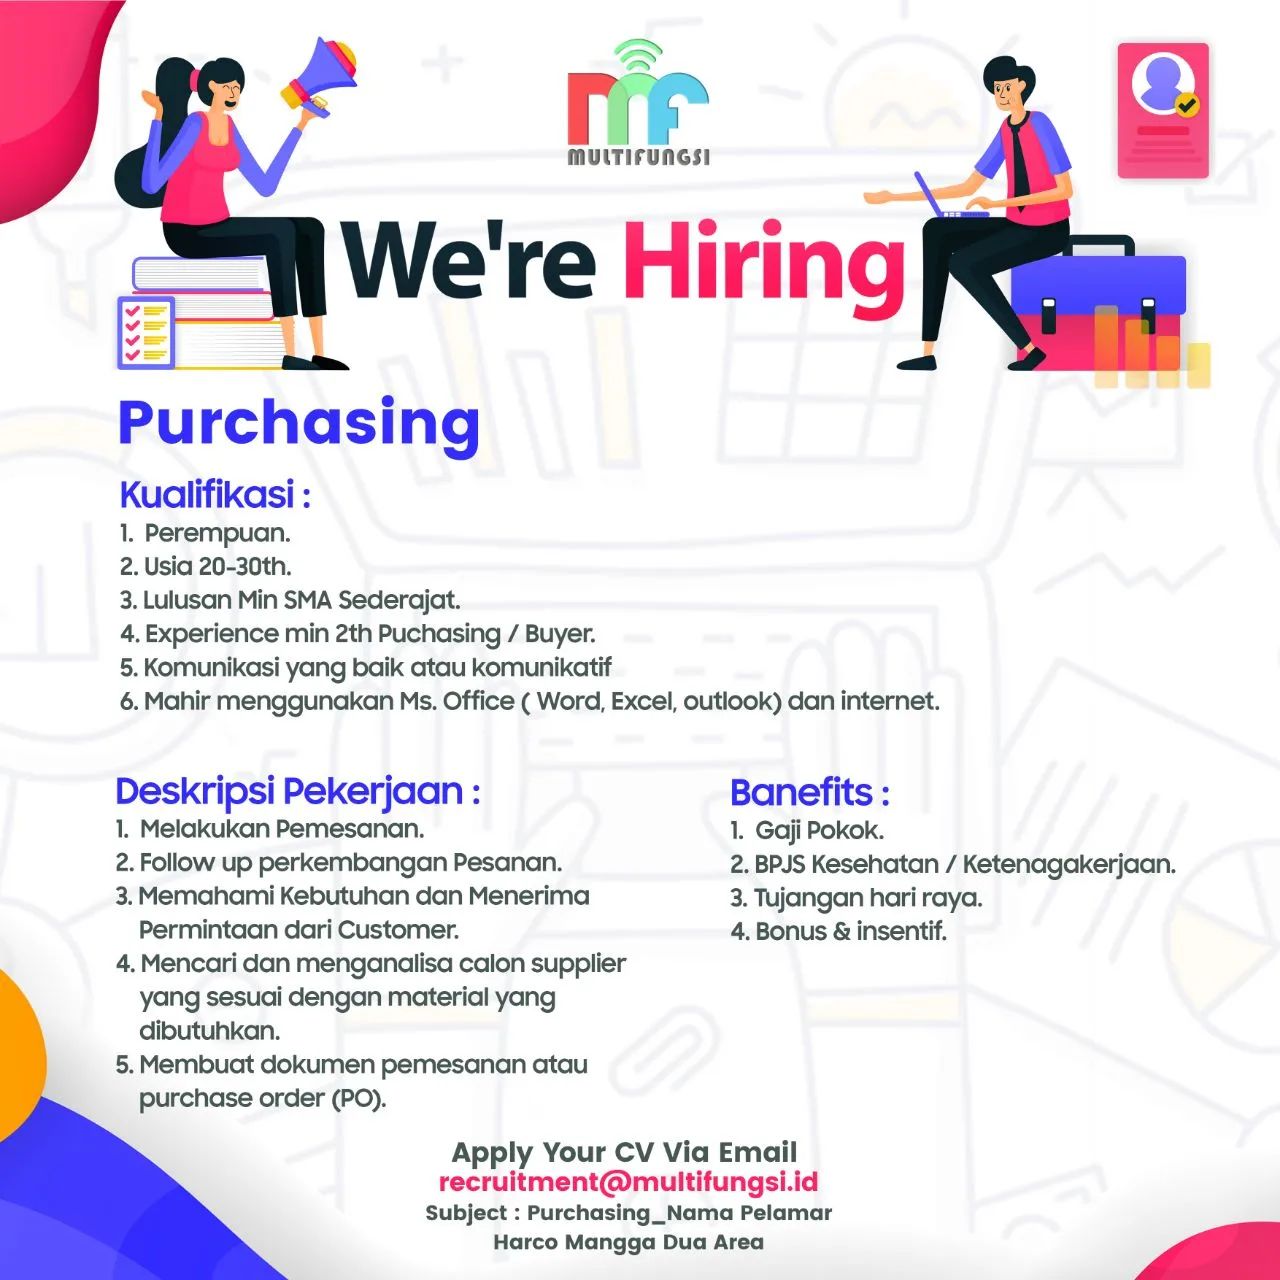 MULTIFUNGSI
We're Hiring
Purchasing
Kualifikasi :
1. Perempuan.
2. Usia 20-30th.
3. Lulusan Min SMA Sederajat.
4. Experience min 2th Puchasing / Buyer.
5. Komunikasi yang baik atau komunikatif
6. Mahir menggunakan Ms. Office ( Word, Excel, outlook) dan internet.
Deskripsi Pekerjaan :
1. Melakukan Pemesanan.
2. Follow up perkembangan Pesanan.
3. Memahami Kebutuhan dan Menerima
Permintaan dari Customer.
4. Mencari dan menganalisa calon supplier
yang sesuai dengan material yang
dibutuhkan.
5. Membuat dokumen pemesanan atau
purchase order (PO).
Banefits :
1. Gaji Pokok.
2. BPJS Kesehatan / Ketenagakerjaan.
3. Tujangan hari raya.
4. Bonus & insentif.
Apply Your CV Via Email
recruitment@multifungsi.id
Subject : Purchasing_Nama Pelamar
Harco Mangga Dua Area